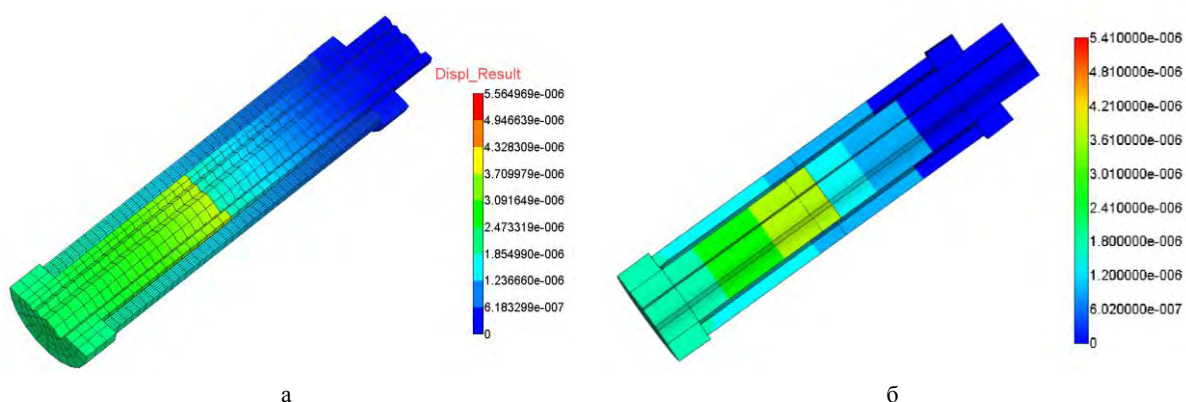 Displ_Result
5.564969e-006
4.946639e-006
4.328309e-006
3.709979e-006
3.091649e-006
2.473319e-006
1.854990e-006
1.236660e-006
6.183299e-007
0
5.410000e-006
4.810000e-006
4.210000e-006
3.610000e-006
3.010000e-006
2.410000e-006
1.800000e-006
1.200000e-006
6.020000e-007
0
а
б